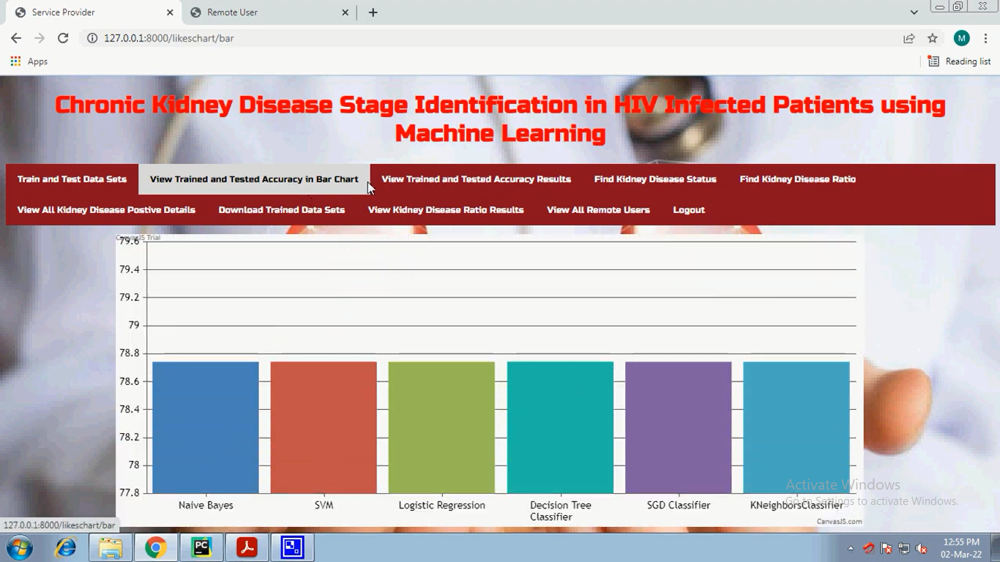 Service Provider
Remote User
127.0.0.1:8000/likeschart/bar
M
Apps
Reading list
Chronic Kidney Disease Stage Identification in HIV Infected Patients using
Machine Learning
Train and Test Data Sets View Trained and Tested Accuracy in Bar Chart View Trained and Tested Accuracy Results Find Kidney Disease Status Find Kidney Disease Ratio
View All Kidney Disease Postive Details Download Trained Data Sets View Kidney Disease Ratio Results View All Remote Users Logout
CanvasJS Trial
79.6
79.4
79.2
79
78.8
78.6
78.4
78.2
78
77.8
Naive Bayes SVM Logistic Regression Decision Tree SGD Classifier KNeighborsClassifier
Classifier
Activate Windows
Go to Settings to activate Windows.
CanvasJS.com
127.0.0.1:8000/likeschart/bar
PC
12:55 PM
02-Mar-22